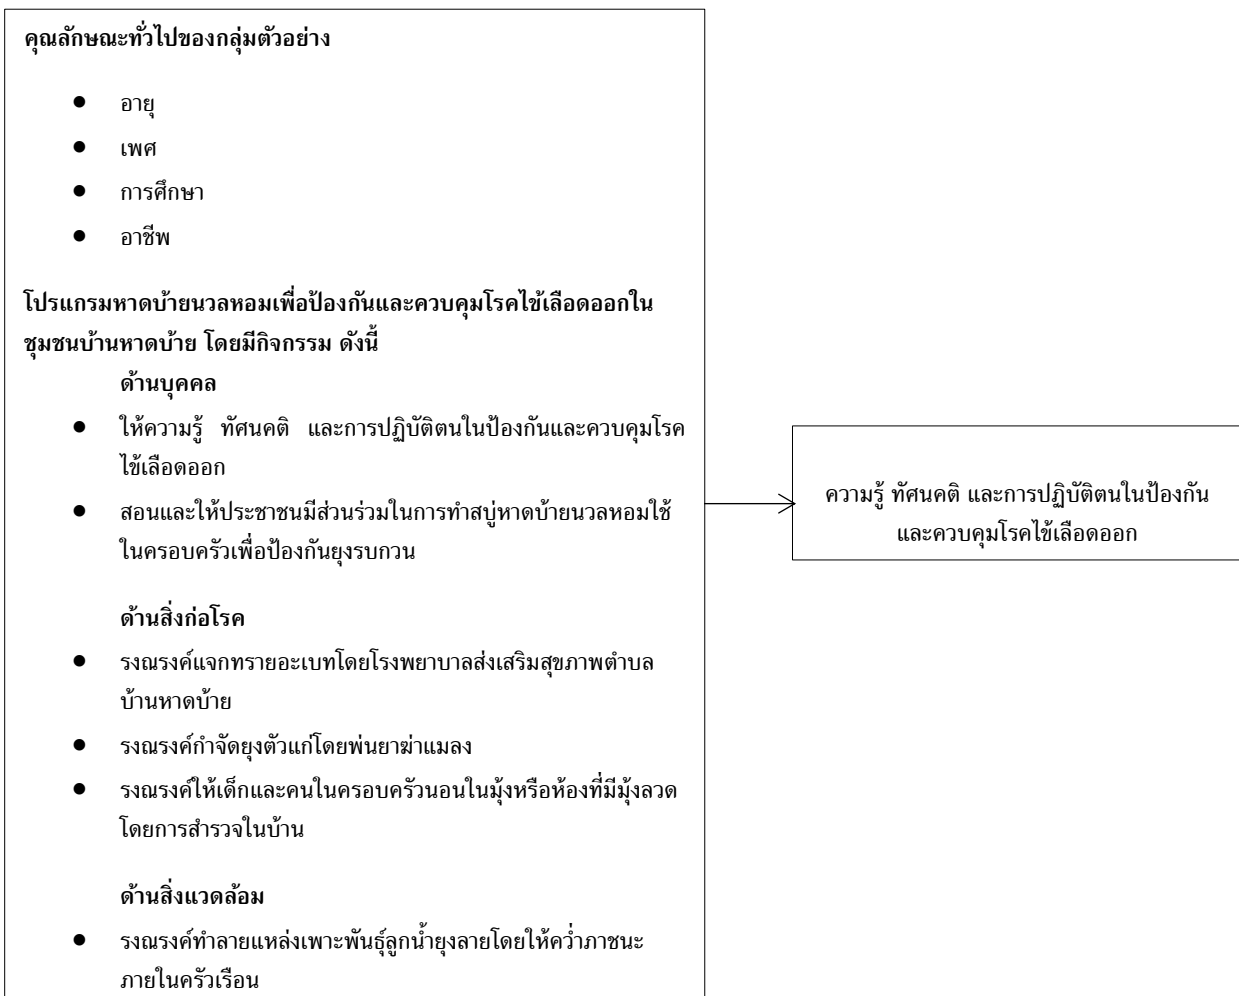 คุณลักษณะทั่วไปของกลุ่มตัวอย่าง
● อายุ
● เพศ
● การศึกษา
● อาชีพ
โปรแกรมหาดบ้ายนวลหอมเพื่อป้องกันและควบคุมโรคไข้เลือดออกใน
ชุมชนบ้านหาดบ้าย โดยมีกิจกรรม ดังนี้
ด้านบุคคล
● ให้ความรู้ ทัศนคติ และการปฏิบัติตนในป้องกันและควบคุมโรค
ไข้เลือดออก
● สอนและให้ประชาชนมีส่วนร่วมในการทำสบู่หาดบ้ายนวลหอมใช้
ในครอบครัวเพื่อป้องกันยุงรบกวน
ด้านสิ่งก่อโรค
● รงณรงค์แจกทรายอะเบทโดยโรงพยาบาลส่งเสริมสุขภาพตำบล
บ้านหาดบ้าย
● รงณรงค์กำจัดยุงตัวแก่โดยพ่นยาฆ่าแมลง
● รงณรงค์ให้เด็กและคนในครอบครัวนอนในมุ้งหรือห้องที่มีมุ้งลวด
โดยการสำรวจในบ้าน
ด้านสิ่งแวดล้อม
● รงณรงค์ทำลายแหล่งเพาะพันธุ์ลูกน้ำยุงลายโดยให้คว่ำภาชนะ
ภายในครัวเรือน
ความรู้ ทัศนคติ และการปฏิบัติตนในป้องกัน
และควบคุมโรคไข้เลือดออก